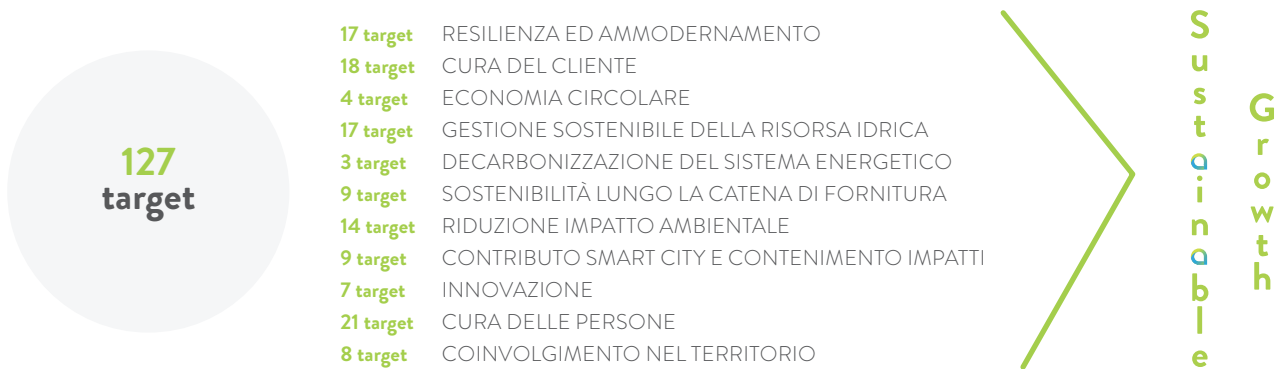 127
target
17 target RESILIENZA ED AMMODERNAMENTO
18 target CURA DEL CLIENTE
4 target ECONOMIA CIRCOLARE
17 target GESTIONE SOSTENIBILE DELLA RISORSA IDRICA
3 target DECARBONIZZAZIONE DEL SISTEMA ENERGETICO
9 target SOSTENIBILITÀ LUNGO LA CATENA DI FORNITURA
14 target RIDUZIONE IMPATTO AMBIENTALE
9 target CONTRIBUTO SMART CITY E CONTENIMENTO IMPATTI
7 target INNOVAZIONE
21 target CURA DELLE PERSONE
8 target COINVOLGIMENTO NEL TERRITORIO
Sustainable
Growth